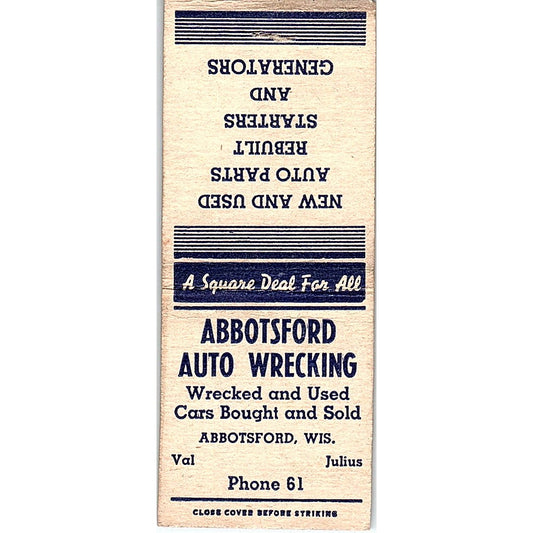 NEW AND USED
AUTO PARTS
REBUILT
STARTERS
AND
GENERATORS
A Square Deal For All
ABBOTSFORD
AUTO WRECKING
Wrecked and Used
Cars Bought and Sold
ABBOTSFORD, WIS.
Val Julius
Phone 61
CLOSE COVER BEFORE STRIKING